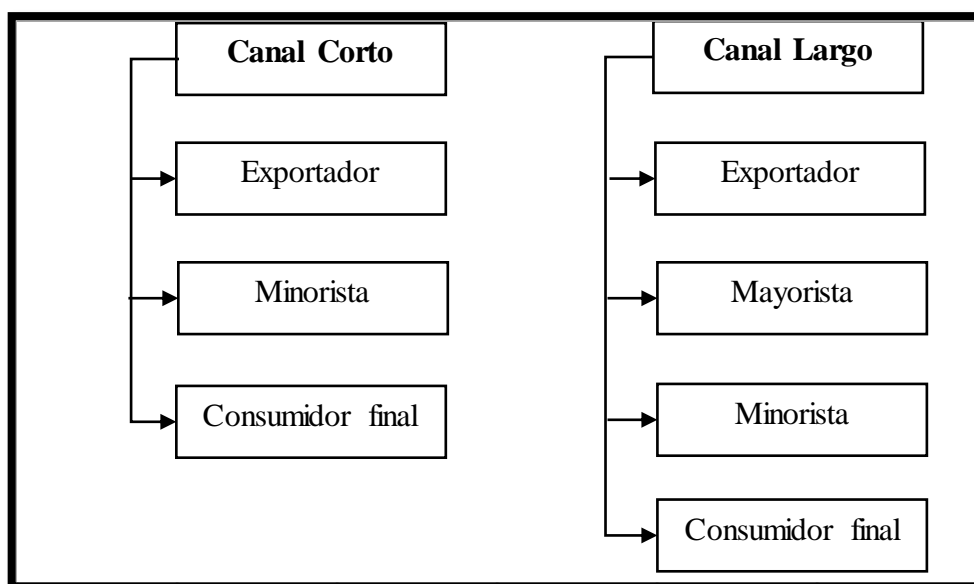 Canal Corto
Exportador
Minorista
Consumidor final
Canal Largo
Exportador
Mayorista
Minorista
Consumidor final